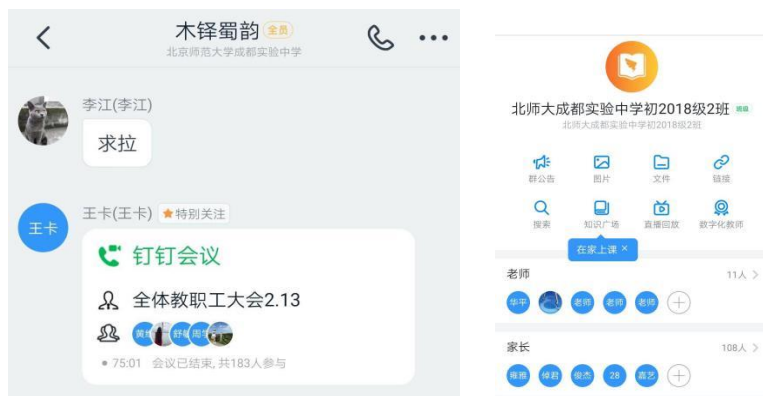 木铎蜀韵 全员
北京师范大学成都实验中学
李江(李江)
求拉
王卡
王卡(王卡) 特别关注
钉钉会议
全体教职工大会2.13
75:01 会议已结束, 共183人参与
北师大成都实验中学初2018级2班
北师大成都实验中学初2018级2班
群公告 图片 文件 链接
搜索 知识广场 直播回放 数字化教师
在家上课 ×
老师 11人 >
华平 老师 老师 老师
家长 108人 >
雍雅 倬君 俊杰 28 嘉艺